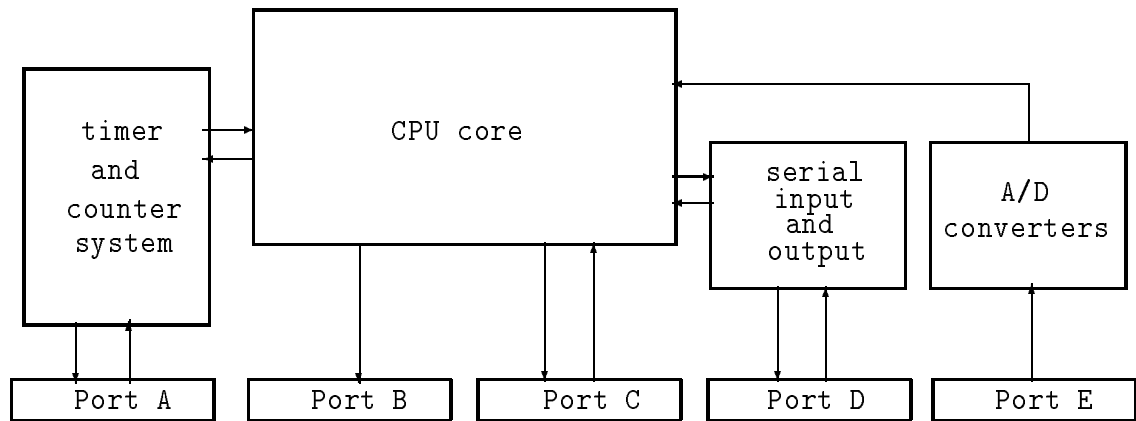 timer
and
counter
system
CPU core
serial
input
and
output
A/D
converters
Port A
Port B
Port C
Port D
Port E